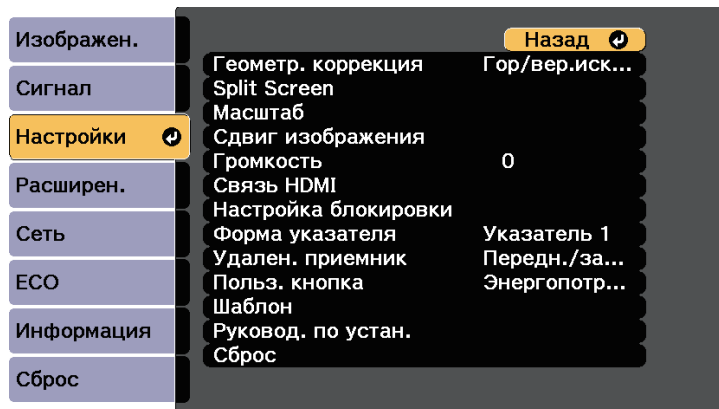 Изображен.
Сигнал
Настройки
Расширен.
Сеть
ECO
Информация
Сброс
Назад
Геометр. коррекция Гор/вер.иск...
Split Screen
Масштаб
Сдвиг изображения
Громкость 0
Связь HDMI
Настройка блокировки
Форма указателя Указатель 1
Удален. приемник Передн./за...
Польз. кнопка Энергопотр...
Шаблон
Руковод. по устан.
Сброс